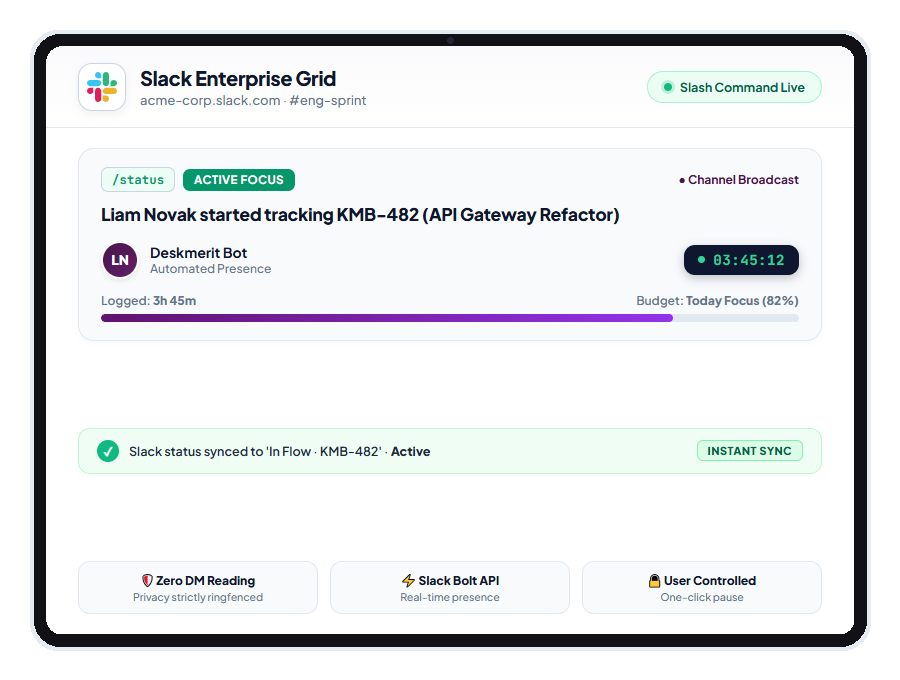 Slack Enterprise Grid
acme-corp.slack.com · #eng-sprint
Slash Command Live
/status
ACTIVE FOCUS
• Channel Broadcast
Liam Novak started tracking KMB-482 (API Gateway Refactor)
LN
Deskmerit Bot
Automated Presence
03:45:12
Logged: 3h 45m
Budget: Today Focus (82%)
Slack status synced to 'In Flow · KMB-482' · Active
INSTANT SYNC
Zero DM Reading
Privacy strictly ringfenced
Slack Bolt API
Real-time presence
User Controlled
One-click pause